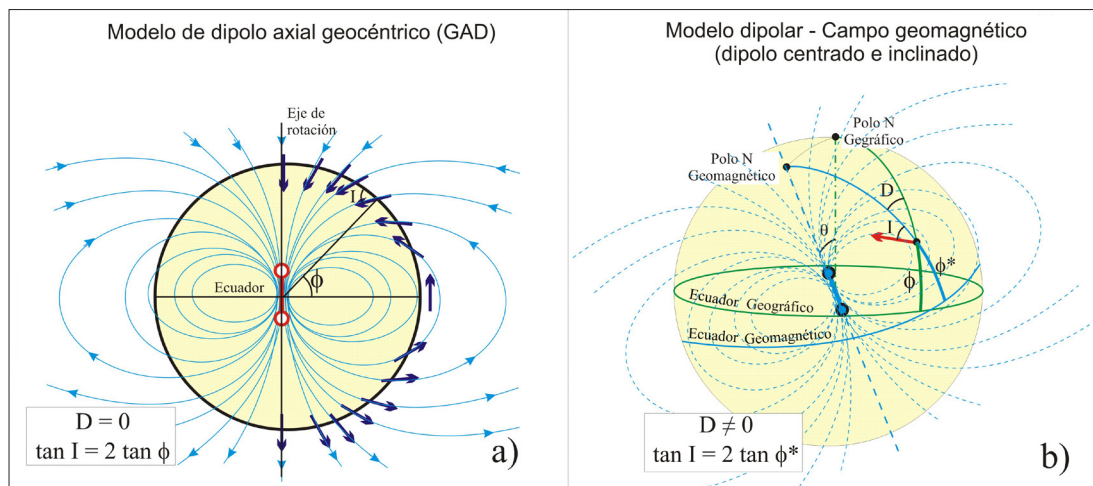 Modelo de dipolo axial geocéntrico (GAD)
Eje de
rotación
I
ϕ
Ecuador
D = 0
tan I = 2 tan ϕ
a)
Modelo dipolar - Campo geomagnético
(dipolo centrado e inclinado)
Polo N
Gegráfico
Polo N
Geomagnético
D
I
θ
ϕ*
ϕ
Ecuador Geográfico
Ecuador Geomagnético
D ≠ 0
tan I = 2 tan ϕ*
b)